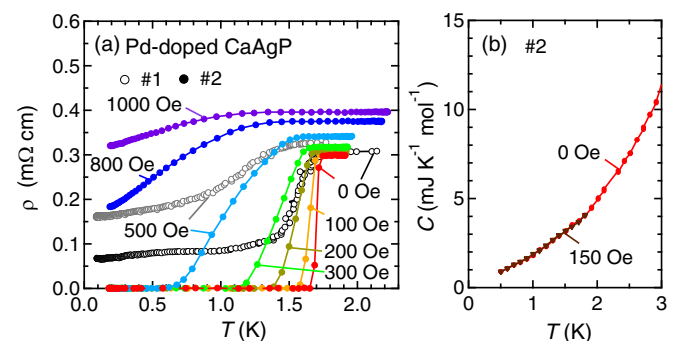 (a) Pd-doped CaAgP
○ #1 ● #2
1000 Oe
800 Oe
500 Oe
0 Oe
100 Oe
200 Oe
300 Oe
ρ (mΩ cm)
0.6
0.5
0.4
0.3
0.2
0.1
0.0
0.0 0.5 1.0 1.5 2.0 2.5
T (K)
(b) #2
0 Oe
150 Oe
C (mJ K⁻¹ mol⁻¹)
15
10
5
0
0 1 2 3
T (K)